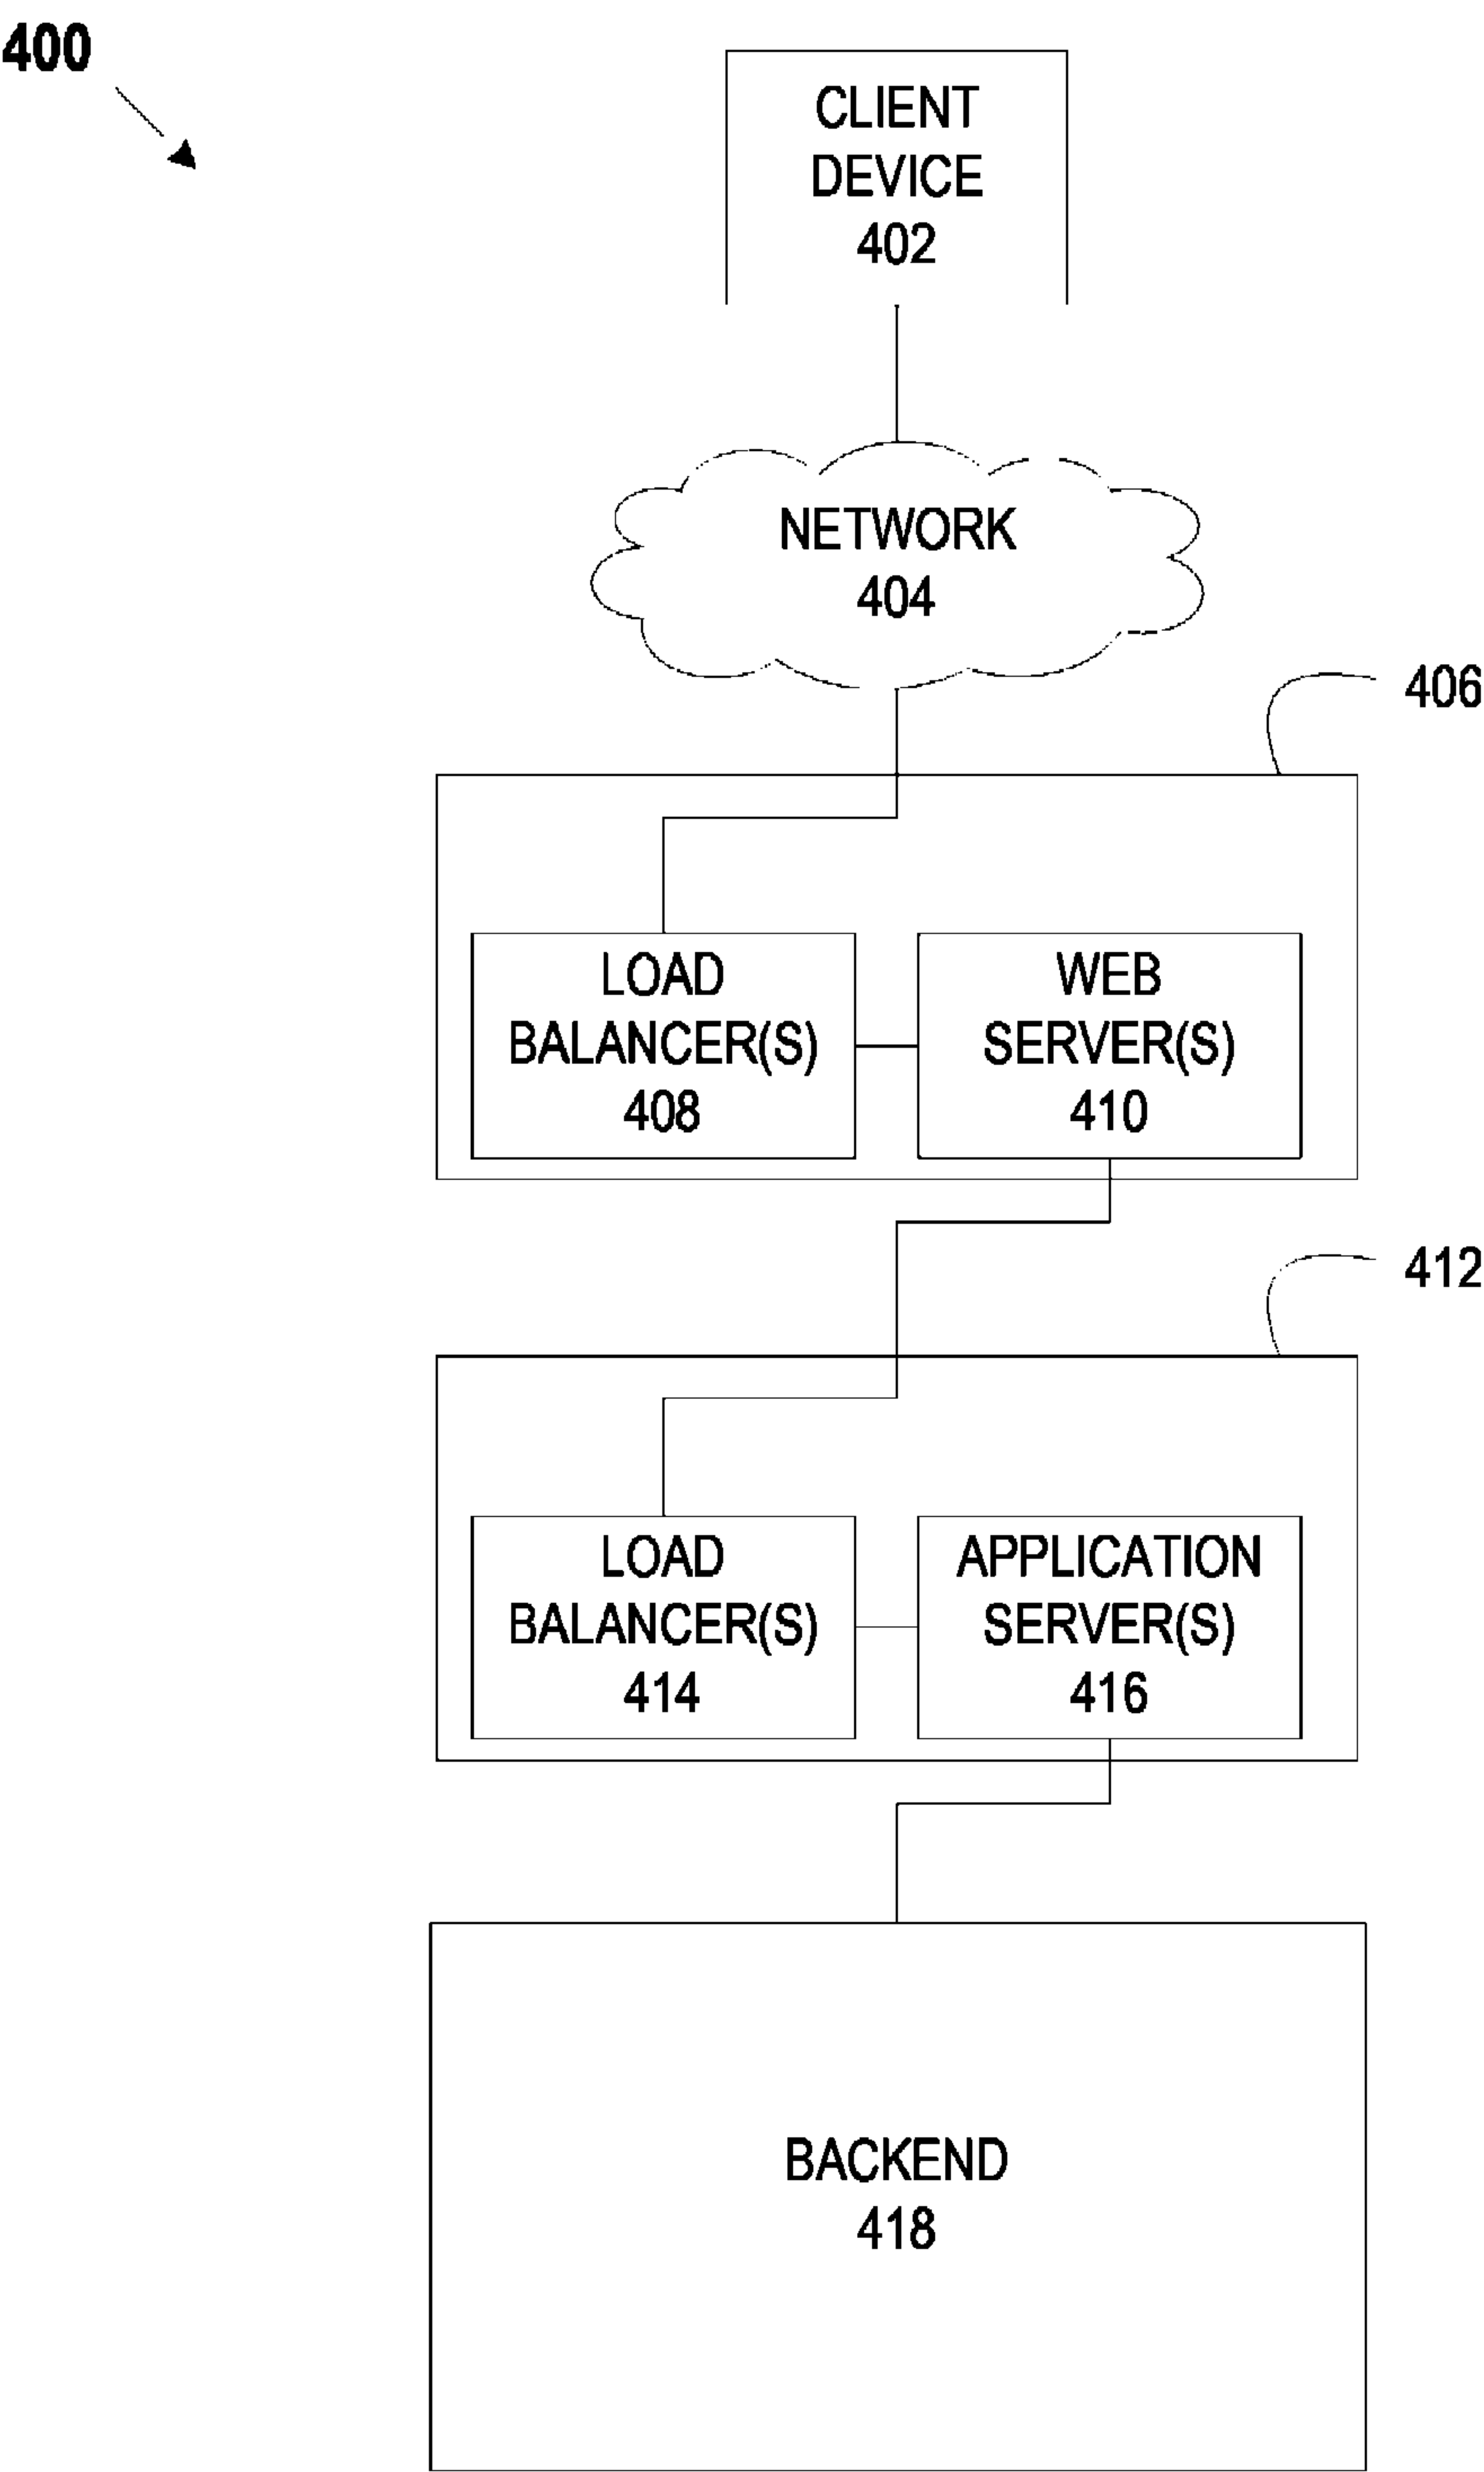 400
CLIENT
DEVICE
402
NETWORK
404
406
LOAD
BALANCER(S)
408
WEB
SERVER(S)
410
412
LOAD
BALANCER(S)
414
APPLICATION
SERVER(S)
416
BACKEND
418